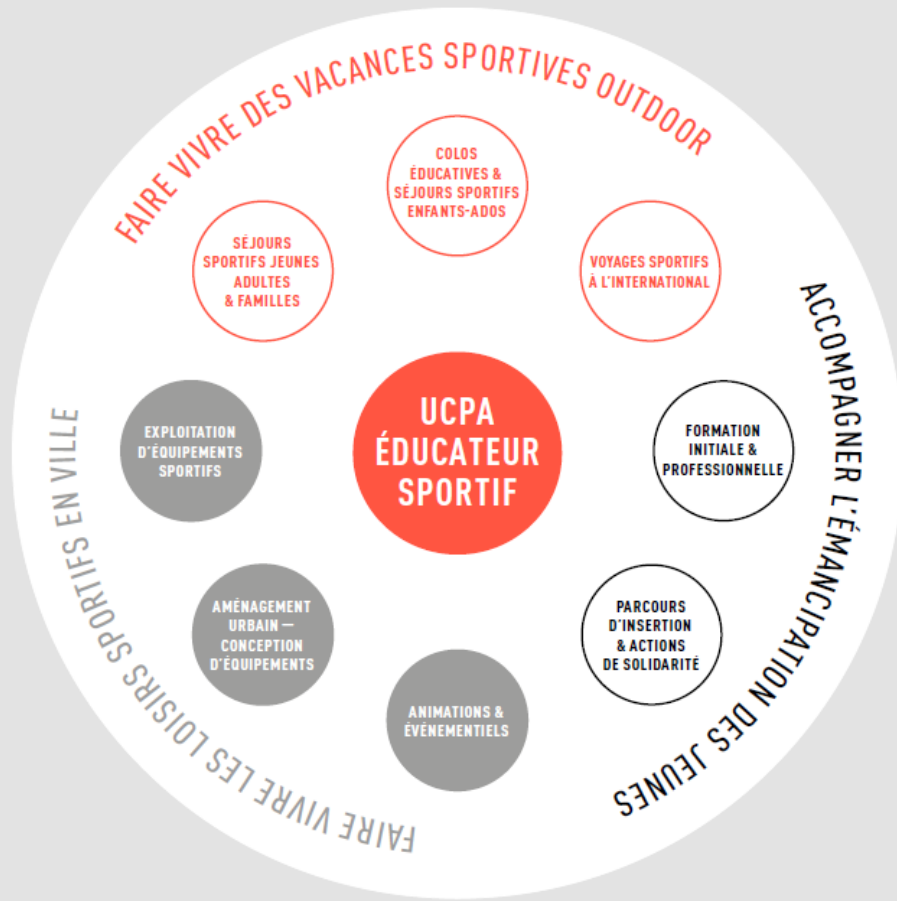 FAIRE VIVRE DES VACANCES SPORTIVES OUTDOOR
COLOS
ÉDUCATIVES &
SÉJOURS SPORTIFS
ENFANTS-ADOS
SÉJOURS
SPORTIFS JEUNES
ADULTES
& FAMILLES
VOYAGES SPORTIFS
À L'INTERNATIONAL
ACCOMPAGNER L'ÉMANCIPATION DES JEUNES
UCPA
ÉDUCATEUR
SPORTIF
EXPLOITATION
D'ÉQUIPEMENTS
SPORTIFS
FORMATION
INITIALE &
PROFESSIONNELLE
AMÉNAGEMENT
URBAIN —
CONCEPTION
D'ÉQUIPEMENTS
PARCOURS
D'INSERTION
& ACTIONS
DE SOLIDARITÉ
ANIMATIONS &
ÉVÉNEMENTIELS
FAIRE VIVRE LES LOISIRS SPORTIFS EN VILLE